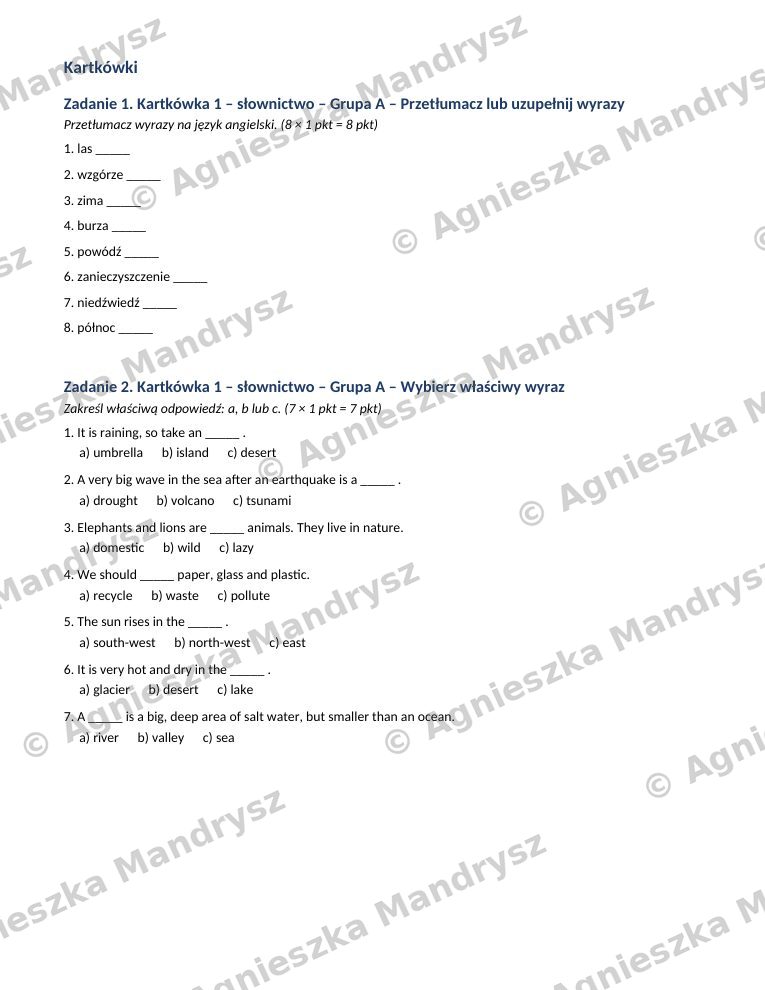 Kartkówki
Zadanie 1. Kartkówka 1 – słownictwo – Grupa A – Przetłumacz lub uzupełnij wyrazy
Przetłumacz wyrazy na język angielski. (8 × 1 pkt = 8 pkt)
1. las _____
2. wzgórze _____
3. zima _____
4. burza _____
5. powódź _____
6. zanieczyszczenie _____
7. niedźwiedź _____
8. północ _____
Zadanie 2. Kartkówka 1 – słownictwo – Grupa A – Wybierz właściwy wyraz
Zakreśl właściwą odpowiedź: a, b lub c. (7 × 1 pkt = 7 pkt)
1. It is raining, so take an _____ .
a) umbrella b) island c) desert
2. A very big wave in the sea after an earthquake is a _____ .
a) drought b) volcano c) tsunami
3. Elephants and lions are _____ animals. They live in nature.
a) domestic b) wild c) lazy
4. We should _____ paper, glass and plastic.
a) recycle b) waste c) pollute
5. The sun rises in the _____ .
a) south-west b) north-west c) east
6. It is very hot and dry in the _____ .
a) glacier b) desert c) lake
7. A _____ is a big, deep area of salt water, but smaller than an ocean.
a) river b) valley c) sea
© Agnieszka Mandrysz